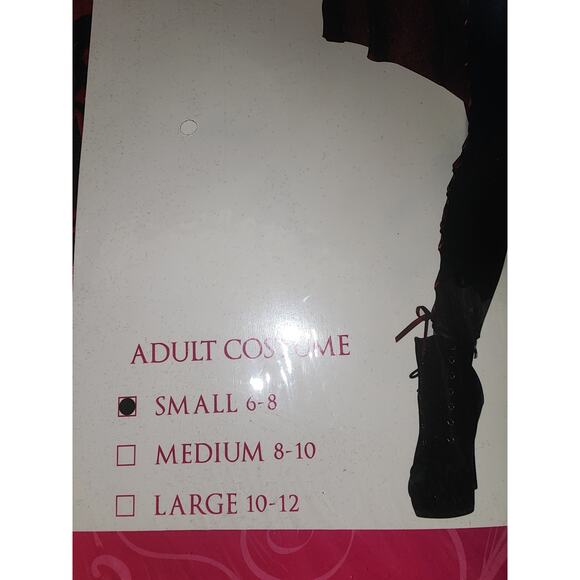 ADULT COSTUME
SMALL 6-8
MEDIUM 8-10
LARGE 10-12